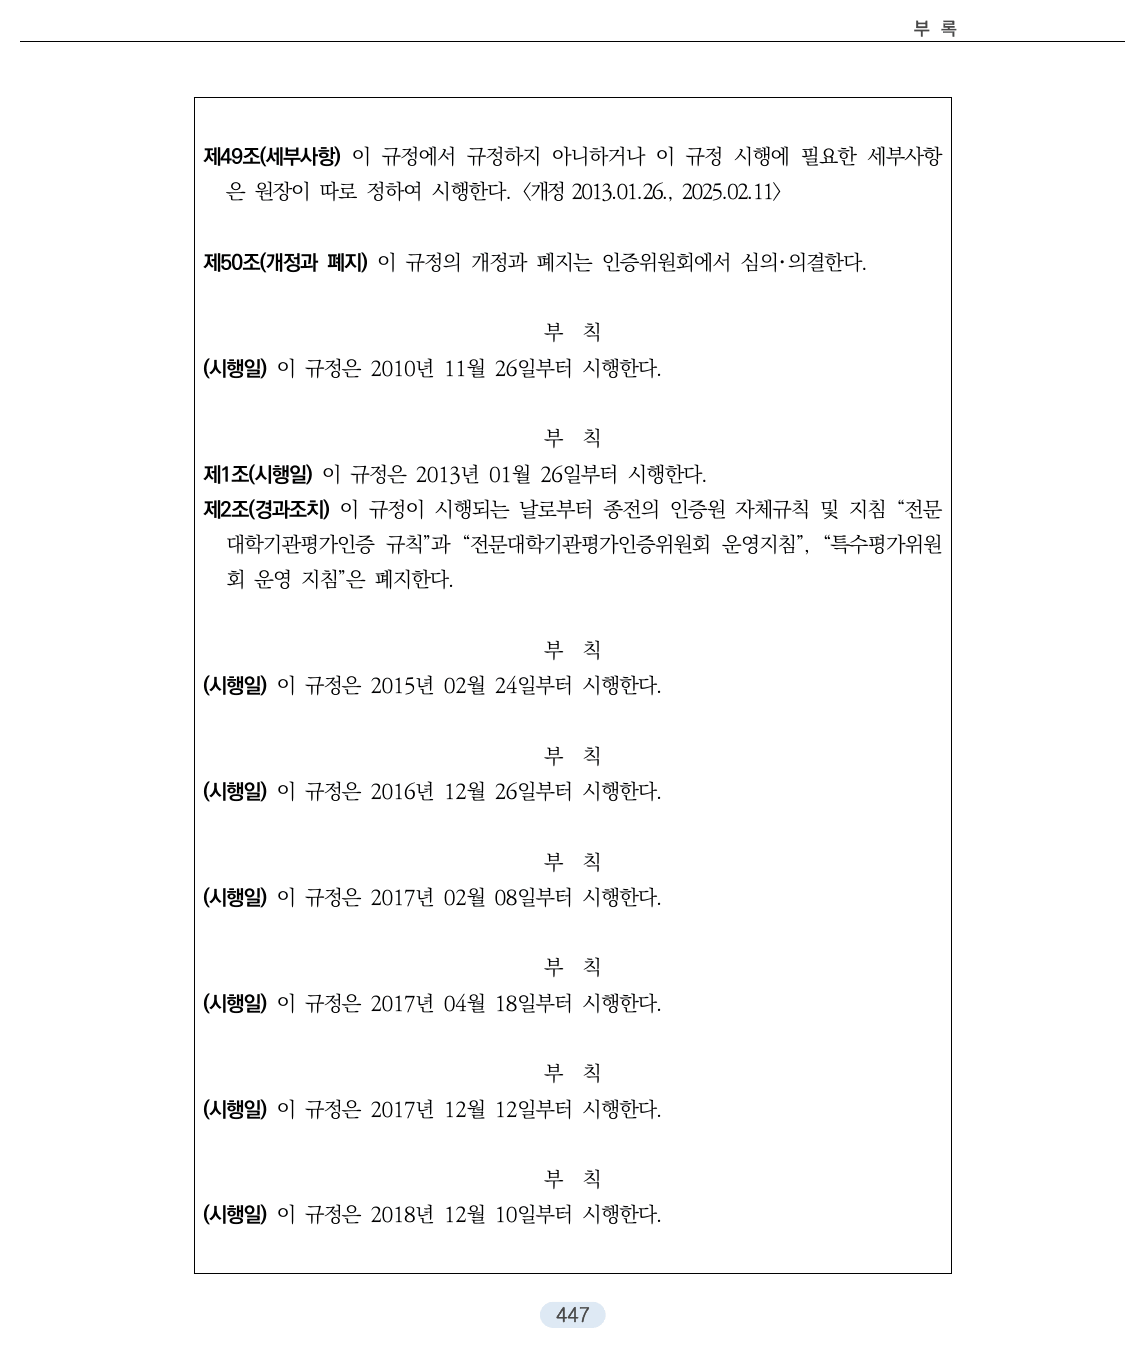 부 록
제49조(세부사항) 이 규정에서 규정하지 아니하거나 이 규정 시행에 필요한 세부사항
은 원장이 따로 정하여 시행한다. 〈개정 2013.01.26., 2025.02.11〉
제50조(개정과 폐지) 이 규정의 개정과 폐지는 인증위원회에서 심의·의결한다.
부 칙
(시행일) 이 규정은 2010년 11월 26일부터 시행한다.
부 칙
제1조(시행일) 이 규정은 2013년 01월 26일부터 시행한다.
제2조(경과조치) 이 규정이 시행되는 날로부터 종전의 인증원 자체규칙 및 지침 “전문
대학기관평가인증 규칙”과 “전문대학기관평가인증위원회 운영지침”, “특수평가위원
회 운영 지침”은 폐지한다.
부 칙
(시행일) 이 규정은 2015년 02월 24일부터 시행한다.
부 칙
(시행일) 이 규정은 2016년 12월 26일부터 시행한다.
부 칙
(시행일) 이 규정은 2017년 02월 08일부터 시행한다.
부 칙
(시행일) 이 규정은 2017년 04월 18일부터 시행한다.
부 칙
(시행일) 이 규정은 2017년 12월 12일부터 시행한다.
부 칙
(시행일) 이 규정은 2018년 12월 10일부터 시행한다.
447